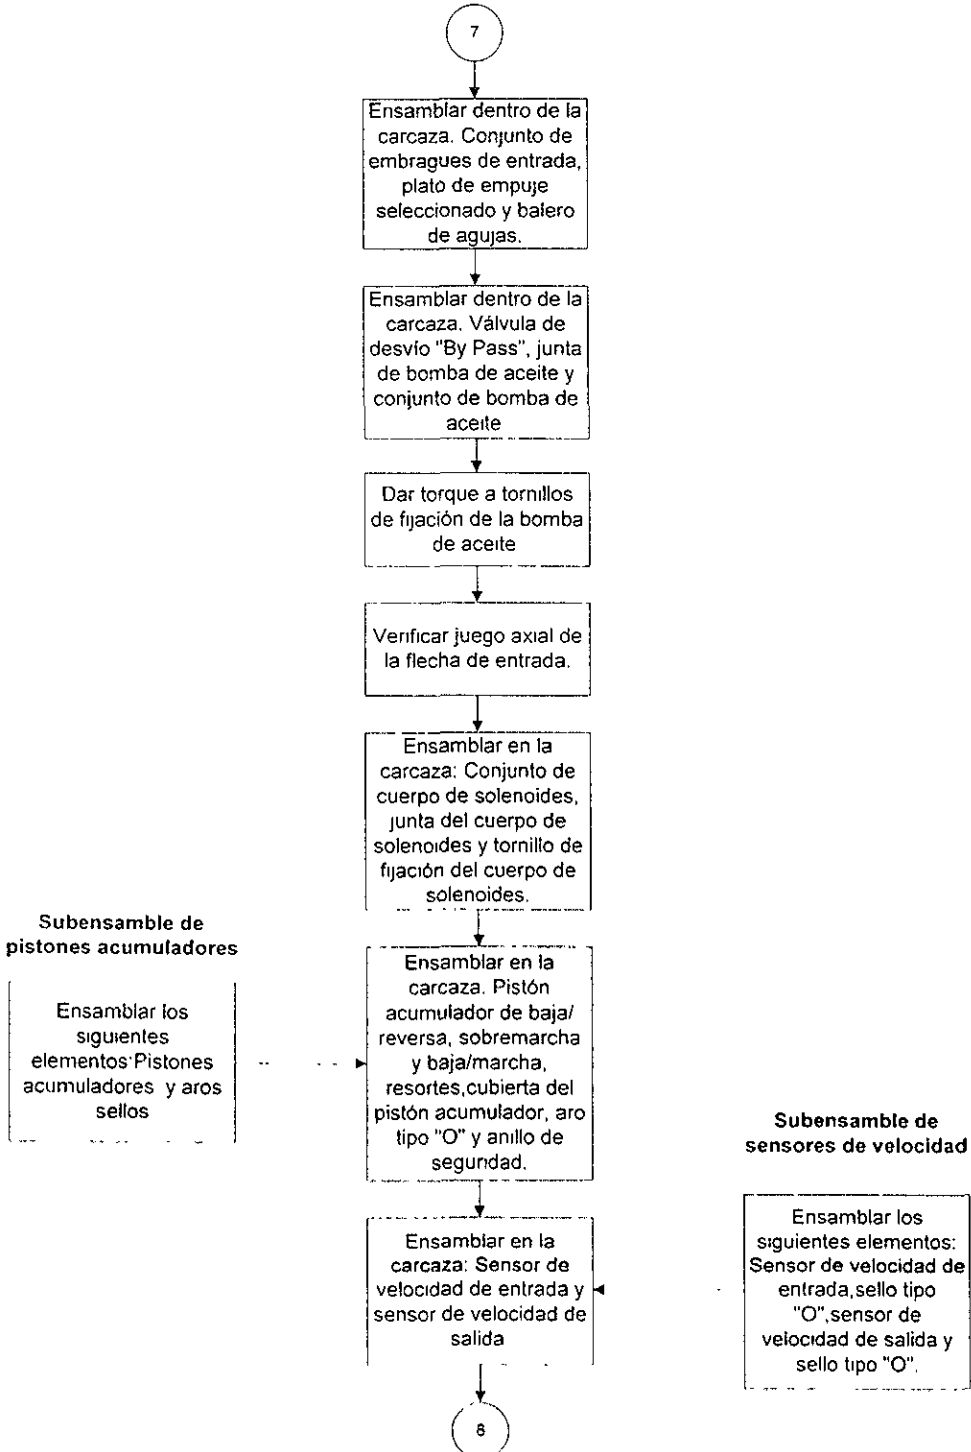 7
Ensamblar dentro de la
carcaza. Conjunto de
embragues de entrada,
plato de empuje
seleccionado y balero
de agujas.
Ensamblar dentro de la
carcaza. Válvula de
desvío "By Pass", junta
de bomba de aceite y
conjunto de bomba de
aceite
Dar torque a tornillos
de fijación de la bomba
de aceite
Verificar juego axial de
la flecha de entrada.
Ensamblar en la
carcaza: Conjunto de
cuerpo de solenoides,
junta del cuerpo de
solenoides y tornillo de
fijación del cuerpo de
solenoides.
Subensamble de
pistones acumuladores
Ensamblar los
siguientes
elementos:Pistones
acumuladores y aros
sellos
Ensamblar en la
carcaza. Pistón
acumulador de baja/
reversa, sobremarcha
y baja/marcha,
resortes,cubierta del
pistón acumulador, aro
tipo "O" y anillo de
seguridad.
Subensamble de
sensores de velocidad
Ensamblar los
siguientes elementos:
Sensor de velocidad de
entrada,sello tipo
"O",sensor de
velocidad de salida y
sello tipo "O".
Ensamblar en la
carcaza: Sensor de
velocidad de entrada y
sensor de velocidad de
salida
8